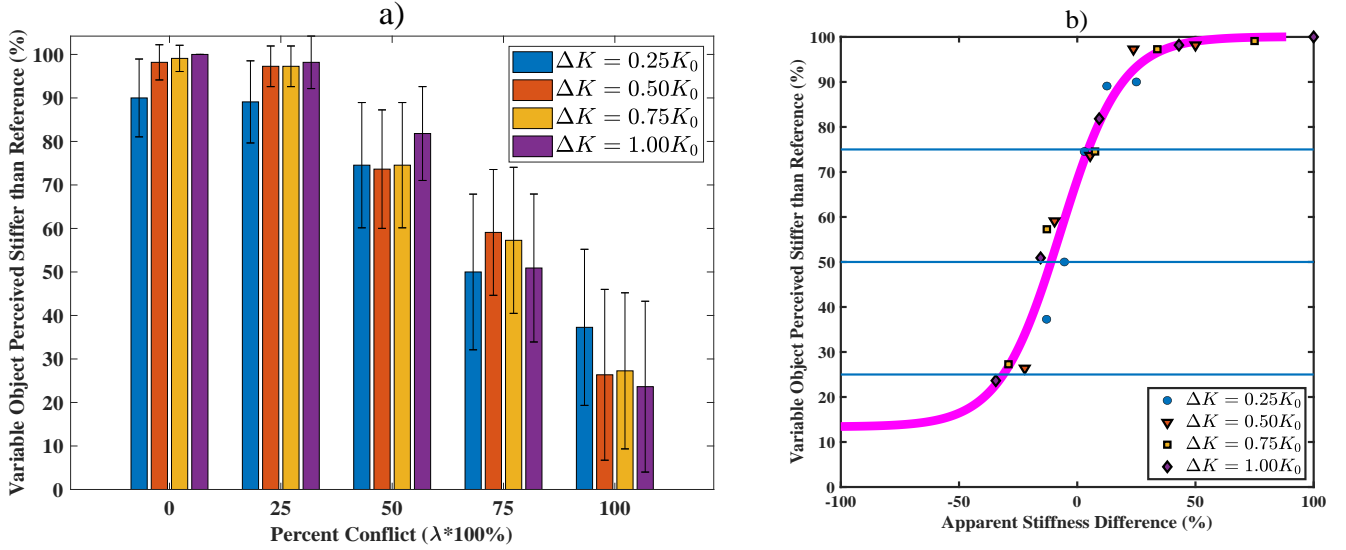 a)
Variable Object Perceived Stiffer than Reference (%)
100
90
80
70
60
50
40
30
20
10
0
0 25 50 75 100
Percent Conflict (λ*100%)
ΔK = 0.25K₀
ΔK = 0.50K₀
ΔK = 0.75K₀
ΔK = 1.00K₀
b)
Variable Object Perceived Stiffer than Reference (%)
100
90
80
70
60
50
40
30
20
10
0
-100 -50 0 50 100
Apparent Stiffness Difference (%)
ΔK = 0.25K₀
ΔK = 0.50K₀
ΔK = 0.75K₀
ΔK = 1.00K₀